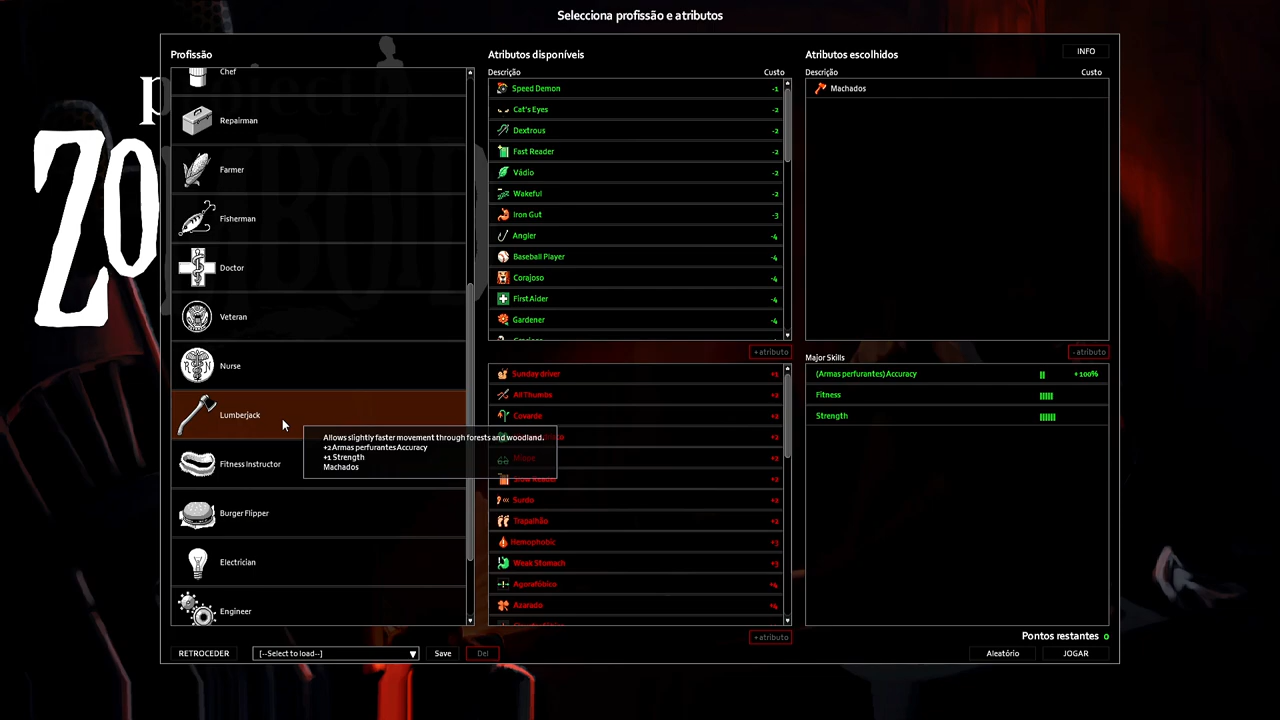 Selecciona profissão e atributos
Profissão
Chef
Repairman
Farmer
Fisherman
Doctor
Veteran
Nurse
Lumberjack
Fitness Instructor
Burger Flipper
Electrician
Engineer
Allows slightly faster movement through forests and woodland.
+2 Armas perfurantes Accuracy
+1 Strength
Machados
Atributos disponíveis
Descrição Custo
Speed Demon -1
Cat's Eyes -2
Dextrous -2
Fast Reader -2
Vádio -2
Wakeful -2
Iron Gut -3
Angler -4
Baseball Player -4
Corajoso -4
First Aider -4
Gardener -4
+ atributo
Sunday driver +1
All Thumbs +2
Covarde +2
+2
+2
Slow Reader +2
Surdo +2
Trapalhão +2
Hemophobic +3
Weak Stomach +3
Agorafóbico +4
Azarado +4
+ atributo
Atributos escolhidos
INFO
Descrição Custo
Machados
- atributo
Major Skills
(Armas perfurantes) Accuracy +100%
Fitness
Strength
Pontos restantes 0
RETROCEDER
[--Select to load--]
Save
Del
Aleatório
JOGAR
ZO